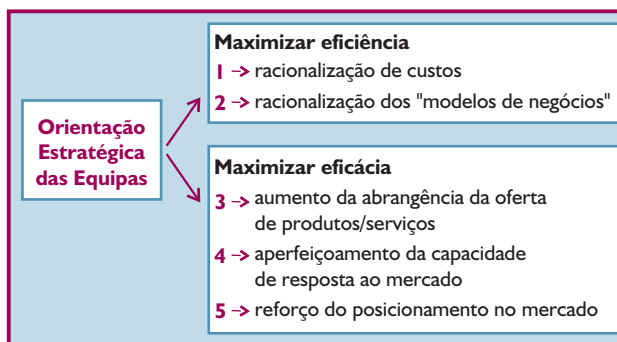 Orientação
Estratégica
das Equipas
Maximizar eficiência
1 → racionalização de custos
2 → racionalização dos "modelos de negócios"
Maximizar eficácia
3 → aumento da abrangência da oferta
de produtos/serviços
4 → aperfeiçoamento da capacidade
de resposta ao mercado
5 → reforço do posicionamento no mercado